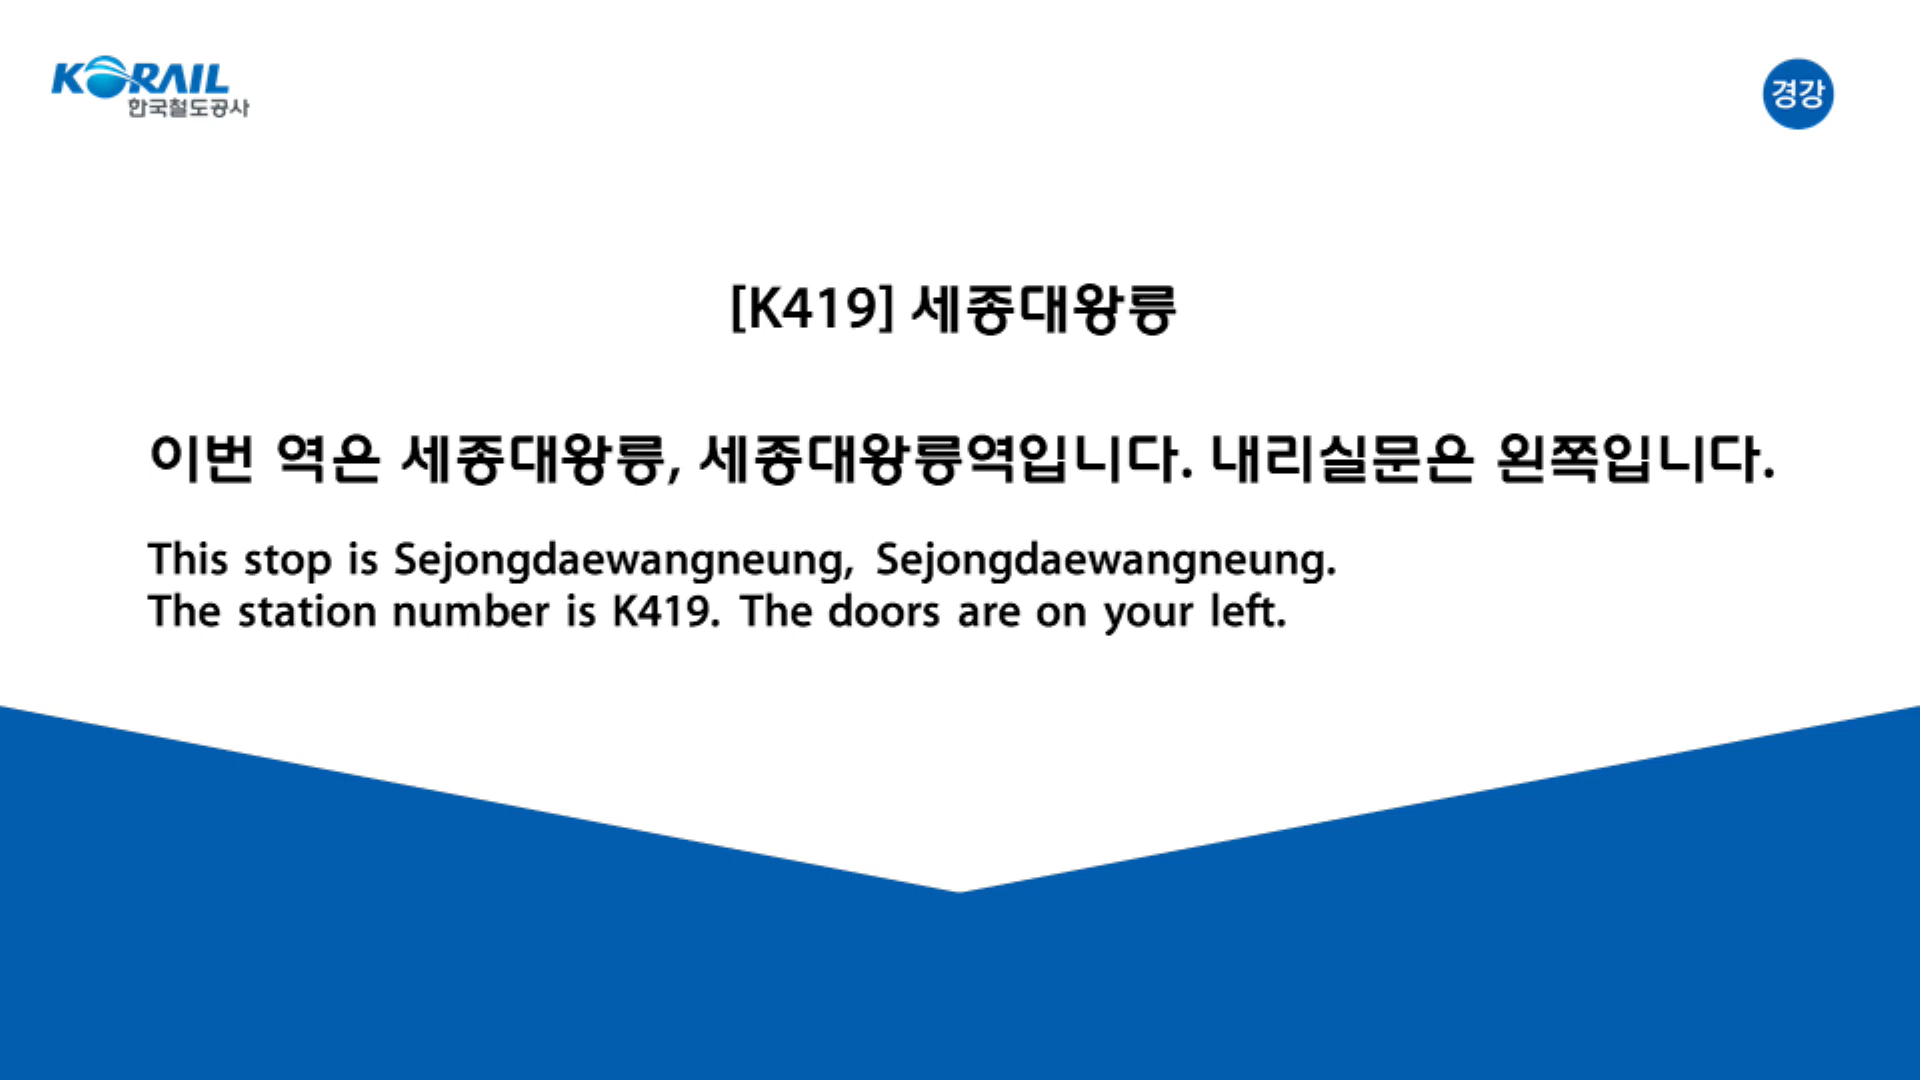 KORAIL
한국철도공사
경강
[K419] 세종대왕릉
이번 역은 세종대왕릉, 세종대왕릉역입니다. 내리실문은 왼쪽입니다.
This stop is Sejongdaewangneung, Sejongdaewangneung.
The station number is K419. The doors are on your left.